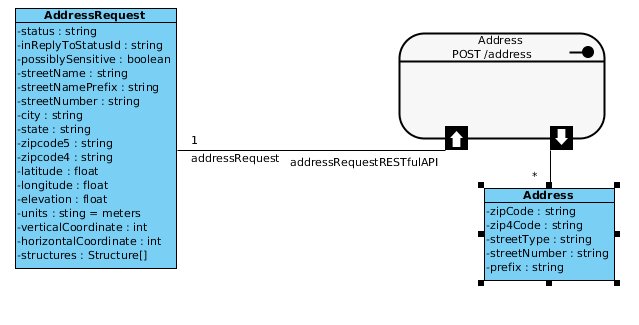 AddressRequest
-status : string
-inReplyToStatusId : string
-possiblySensitive : boolean
-streetName : string
-streetNamePrefix : string
-streetNumber : string
-city : string
-state : string
-zipcode5 : string
-zipcode4 : string
-latitude : float
-longitude : float
-elevation : float
-units : sting = meters
-verticalCoordinate : int
-horizontalCoordinate : int
-structures : Structure[]
1
addressRequest
addressRequestRESTfulAPI
Address
POST /address
*
Address
-zipCode : string
-zip4Code : string
-streetType : string
-streetNumber : string
-prefix : string